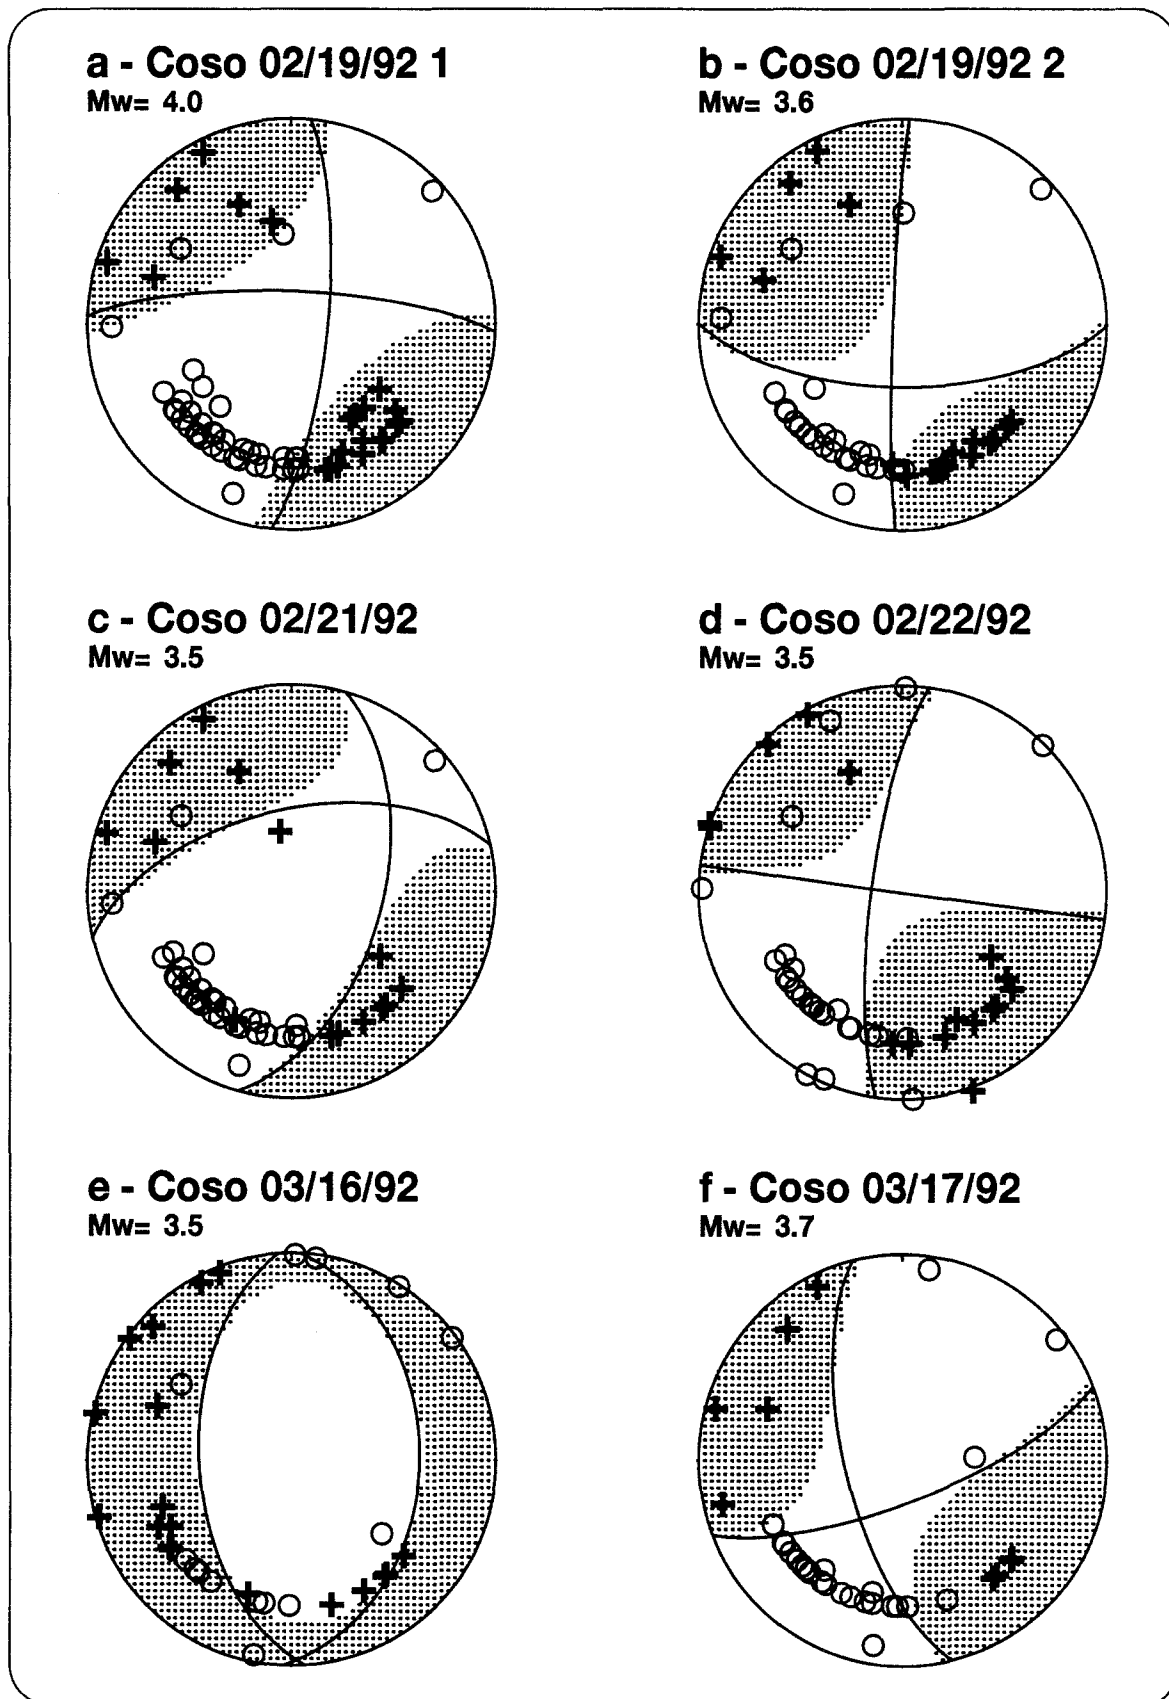 a - Coso 02/19/92 1
Mw= 4.0
b - Coso 02/19/92 2
Mw= 3.6
c - Coso 02/21/92
Mw= 3.5
d - Coso 02/22/92
Mw= 3.5
e - Coso 03/16/92
Mw= 3.5
f - Coso 03/17/92
Mw= 3.7